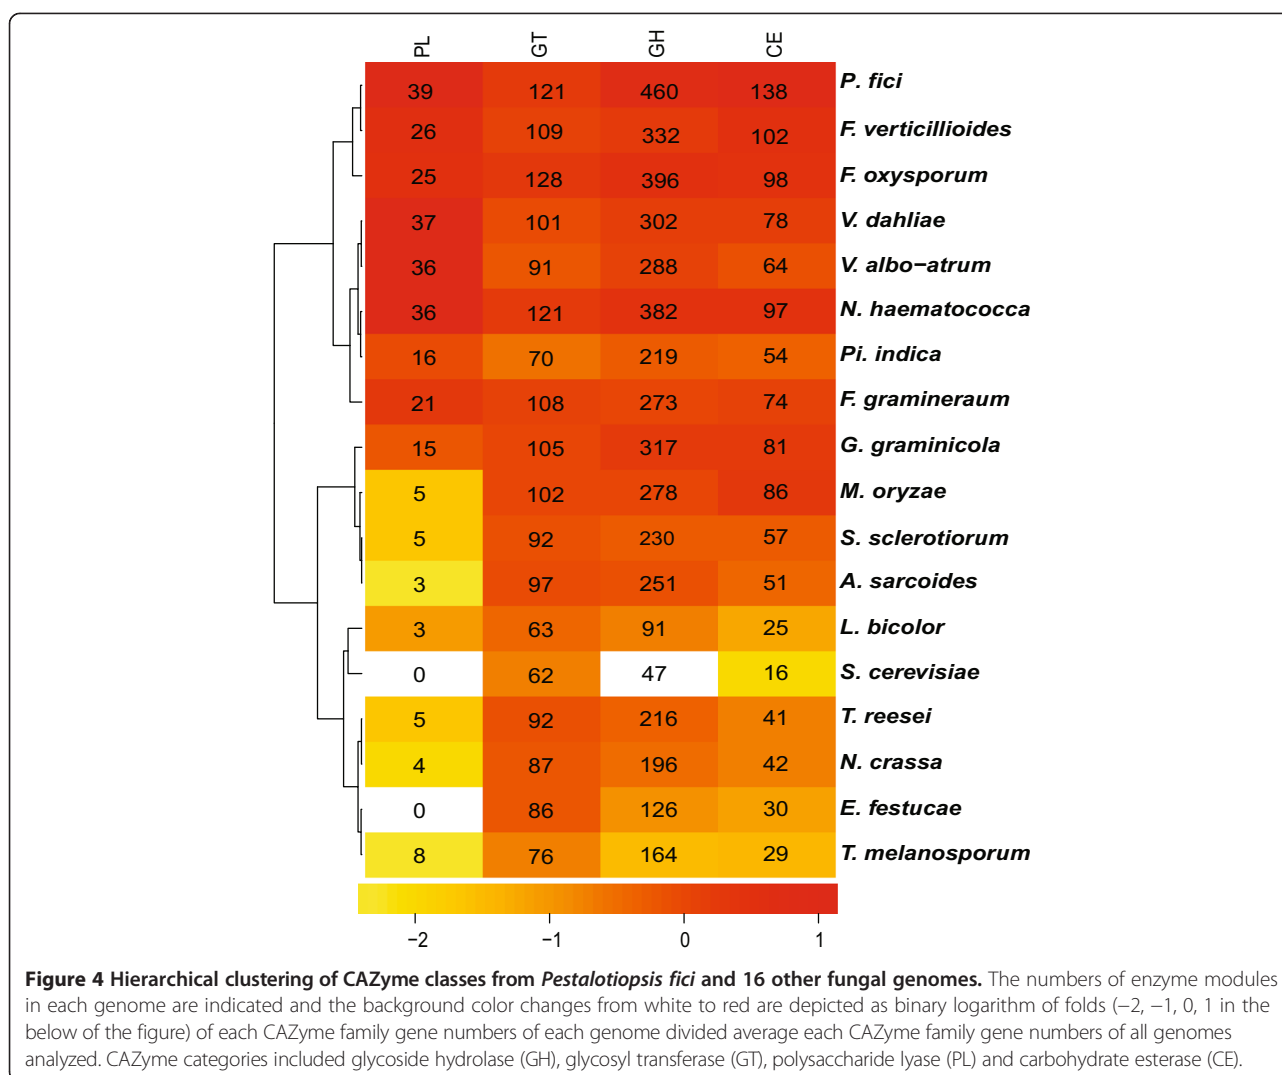 PL GT GH CE
39 121 460 138 P. fici
26 109 332 102 F. verticillioides
25 128 396 98 F. oxysporum
37 101 302 78 V. dahliae
36 91 288 64 V. albo−atrum
36 121 382 97 N. haematococca
16 70 219 54 Pi. indica
21 108 273 74 F. gramineraum
15 105 317 81 G. graminicola
5 102 278 86 M. oryzae
5 92 230 57 S. sclerotiorum
3 97 251 51 A. sarcoides
3 63 91 25 L. bicolor
0 62 47 16 S. cerevisiae
5 92 216 41 T. reesei
4 87 196 42 N. crassa
0 86 126 30 E. festucae
8 76 164 29 T. melanosporum
−2 −1 0 1
Figure 4 Hierarchical clustering of CAZyme classes from Pestalotiopsis fici and 16 other fungal genomes. The numbers of enzyme modules
in each genome are indicated and the background color changes from white to red are depicted as binary logarithm of folds (−2, −1, 0, 1 in the
below of the figure) of each CAZyme family gene numbers of each genome divided average each CAZyme family gene numbers of all genomes
analyzed. CAZyme categories included glycoside hydrolase (GH), glycosyl transferase (GT), polysaccharide lyase (PL) and carbohydrate esterase (CE).